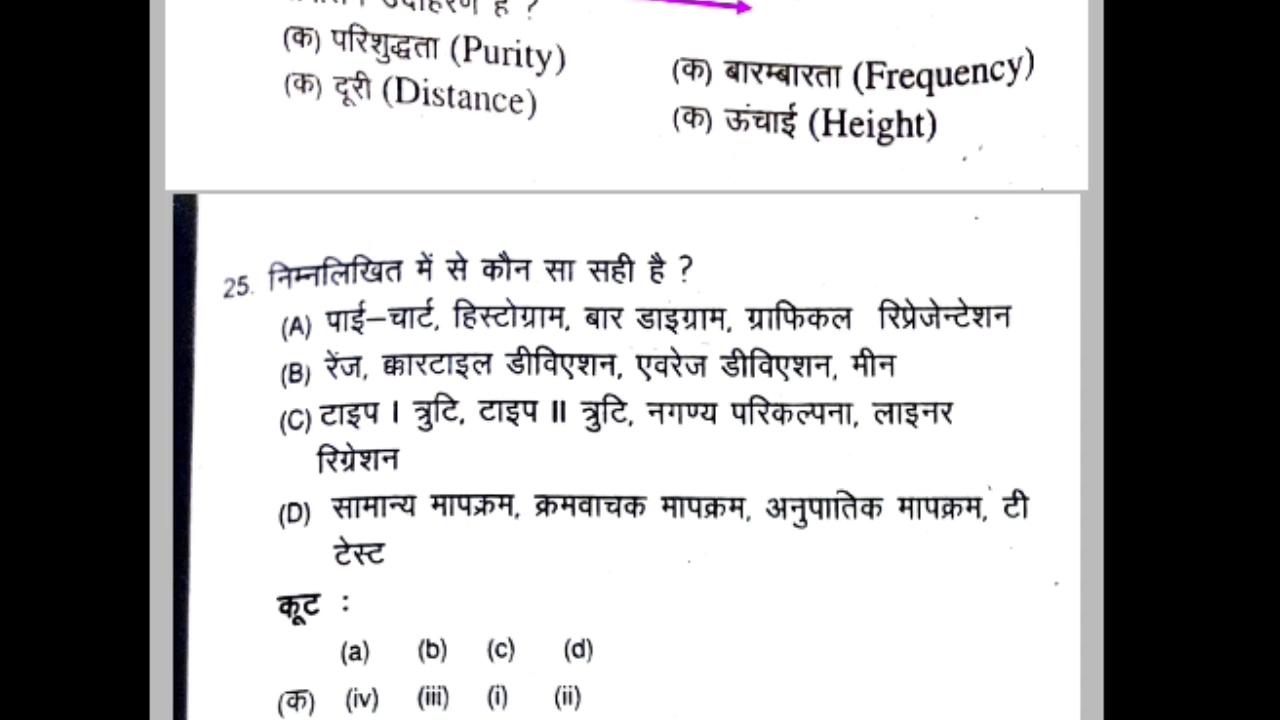 उदाहरण है ?
(क) परिशुद्धता (Purity)
(क) बारम्बारता (Frequency)
(क) दूरी (Distance)
(क) ऊंचाई (Height)
25. निम्नलिखित में से कौन सा सही है ?
(A) पाई–चार्ट, हिस्टोग्राम, बार डाइग्राम, ग्राफिकल रिप्रेजेन्टेशन
(B) रेंज, क्कारटाइल डीविएशन, एवरेज डीविएशन, मीन
(C) टाइप I त्रुटि, टाइप II त्रुटि, नगण्य परिकल्पना, लाइनर
रिग्रेशन
(D) सामान्य मापक्रम, क्रमवाचक मापक्रम, अनुपातिक मापक्रम, टी
टेस्ट
कूट :
(a) (b) (c) (d)
(क) (iv) (iii) (i) (ii)